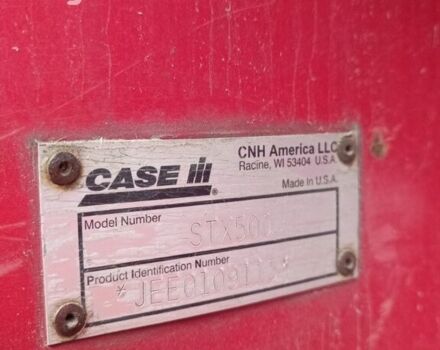 CASE IH ®
CNH America LLC
Racine, WI 53404 U.S.A.
Made in U.S.A.
Model Number
STX500
Product Identification Number